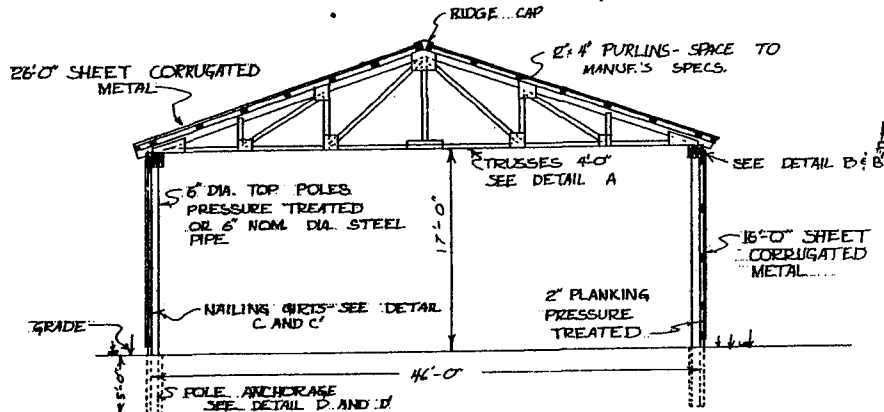 RIDGE CAP
26'-0" SHEET CORRUGATED
METAL
2"x 4" PURLINS - SPACE TO
MANUF.'S SPECS.
TRUSSES 4'-0"
SEE DETAIL A
SEE DETAIL B &
6" DIA. TOP POLES
PRESSURE TREATED
OR 6" NOM. DIA. STEEL
PIPE
17'-0"
16'-0" SHEET
CORRUGATED
METAL
NAILING GIRTS - SEE DETAIL
C AND C'
2" PLANKING
PRESSURE
TREATED
GRADE
46'-0"
5'-0"
POLE ANCHORAGE
SEE DETAIL D AND D'